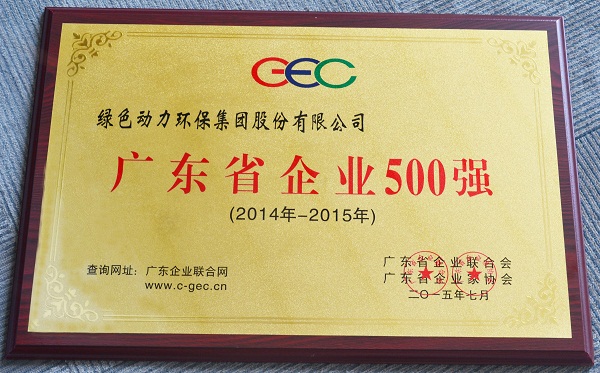 GEC
绿色动力环保集团股份有限公司
广东省企业500强
(2014年-2015年)
查询网址：广东企业联合网
www.c-gec.cn
广东省企业联合会
广东省企业家协会
二〇一五年七月